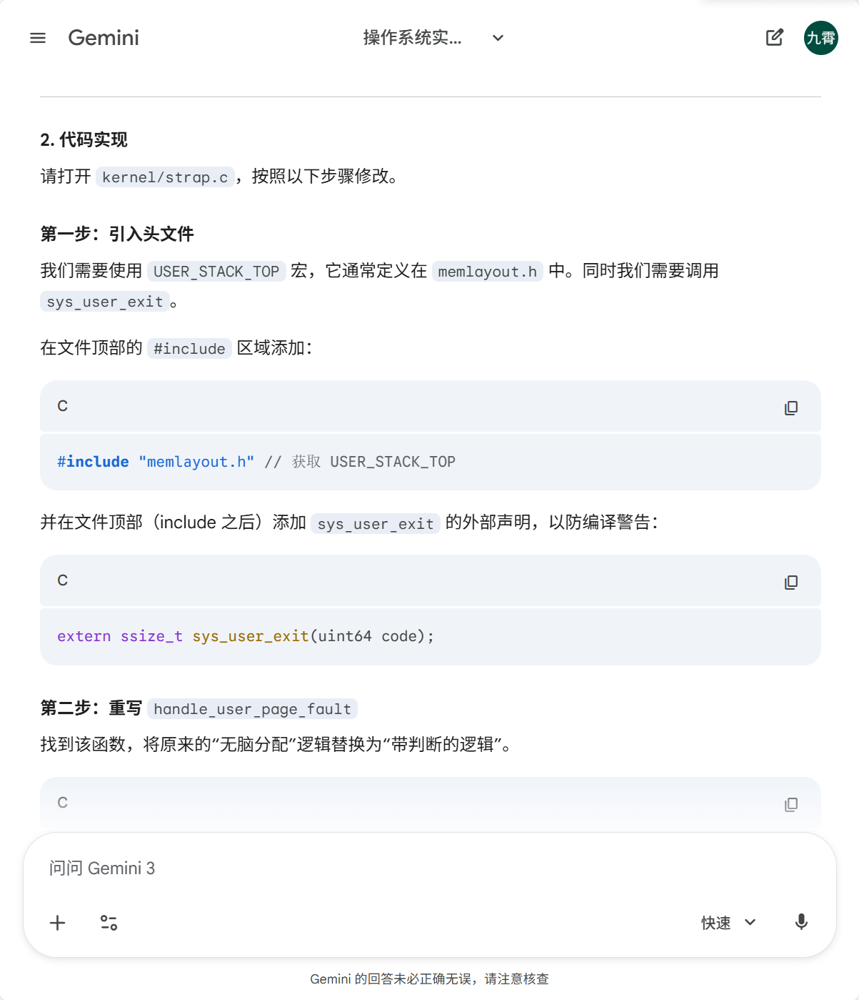 Gemini
操作系统实...
九霄
2. 代码实现
请打开 kernel/strap.c，按照以下步骤修改。
第一步：引入头文件
我们需要使用 USER_STACK_TOP 宏，它通常定义在 memlayout.h 中。同时我们需要调用
sys_user_exit。
在文件顶部的 #include 区域添加：
C
#include "memlayout.h" // 获取 USER_STACK_TOP
并在文件顶部（include 之后）添加 sys_user_exit 的外部声明，以防编译警告：
C
extern ssize_t sys_user_exit(uint64 code);
第二步：重写 handle_user_page_fault
找到该函数，将原来的“无脑分配”逻辑替换为“带判断的逻辑”。
C
问问 Gemini 3
快速
Gemini 的回答未必正确无误，请注意核查